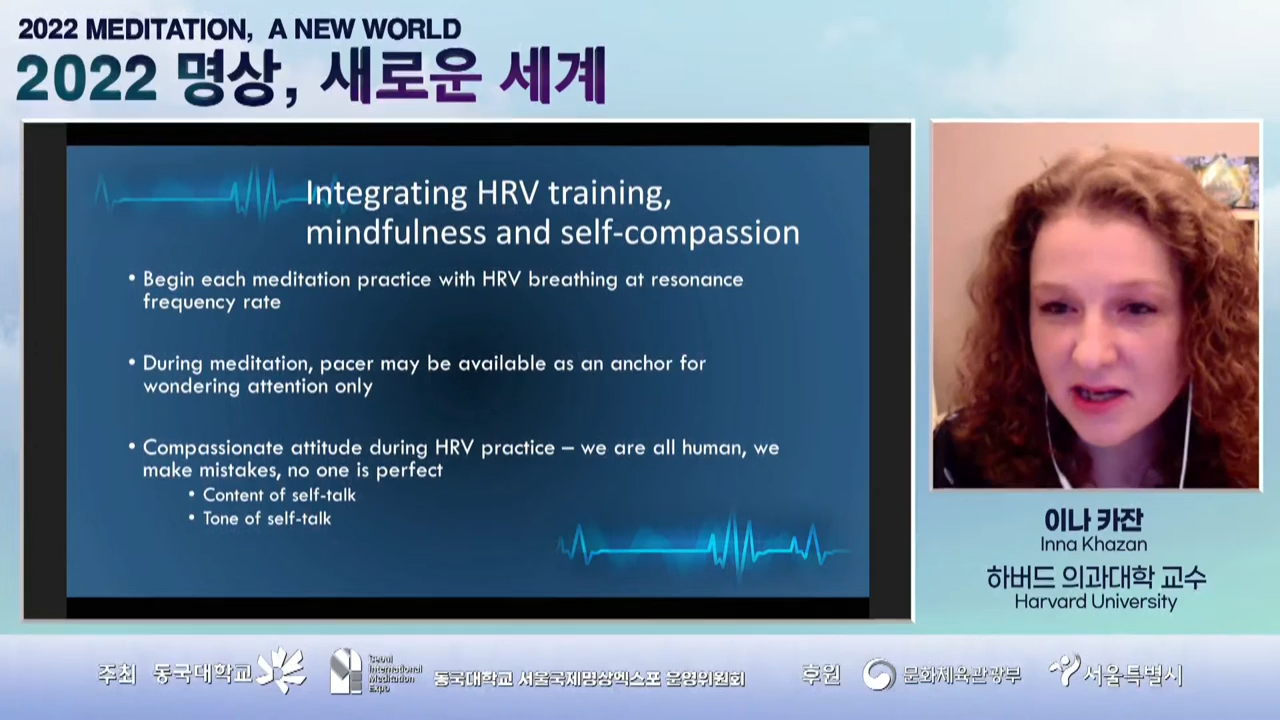 2022 MEDITATION, A NEW WORLD
2022 명상, 새로운 세계
Integrating HRV training,
mindfulness and self-compassion
• Begin each meditation practice with HRV breathing at resonance
frequency rate
• During meditation, pacer may be available as an anchor for
wondering attention only
• Compassionate attitude during HRV practice – we are all human, we
make mistakes, no one is perfect
• Content of self-talk
• Tone of self-talk
이나 카잔
Inna Khazan
하버드 의과대학 교수
Harvard University
주최 동국대학교
Seoul
International
Meditation
Expo
동국대학교 서울국제명상엑스포 운영위원회
후원 문화체육관광부 서울특별시